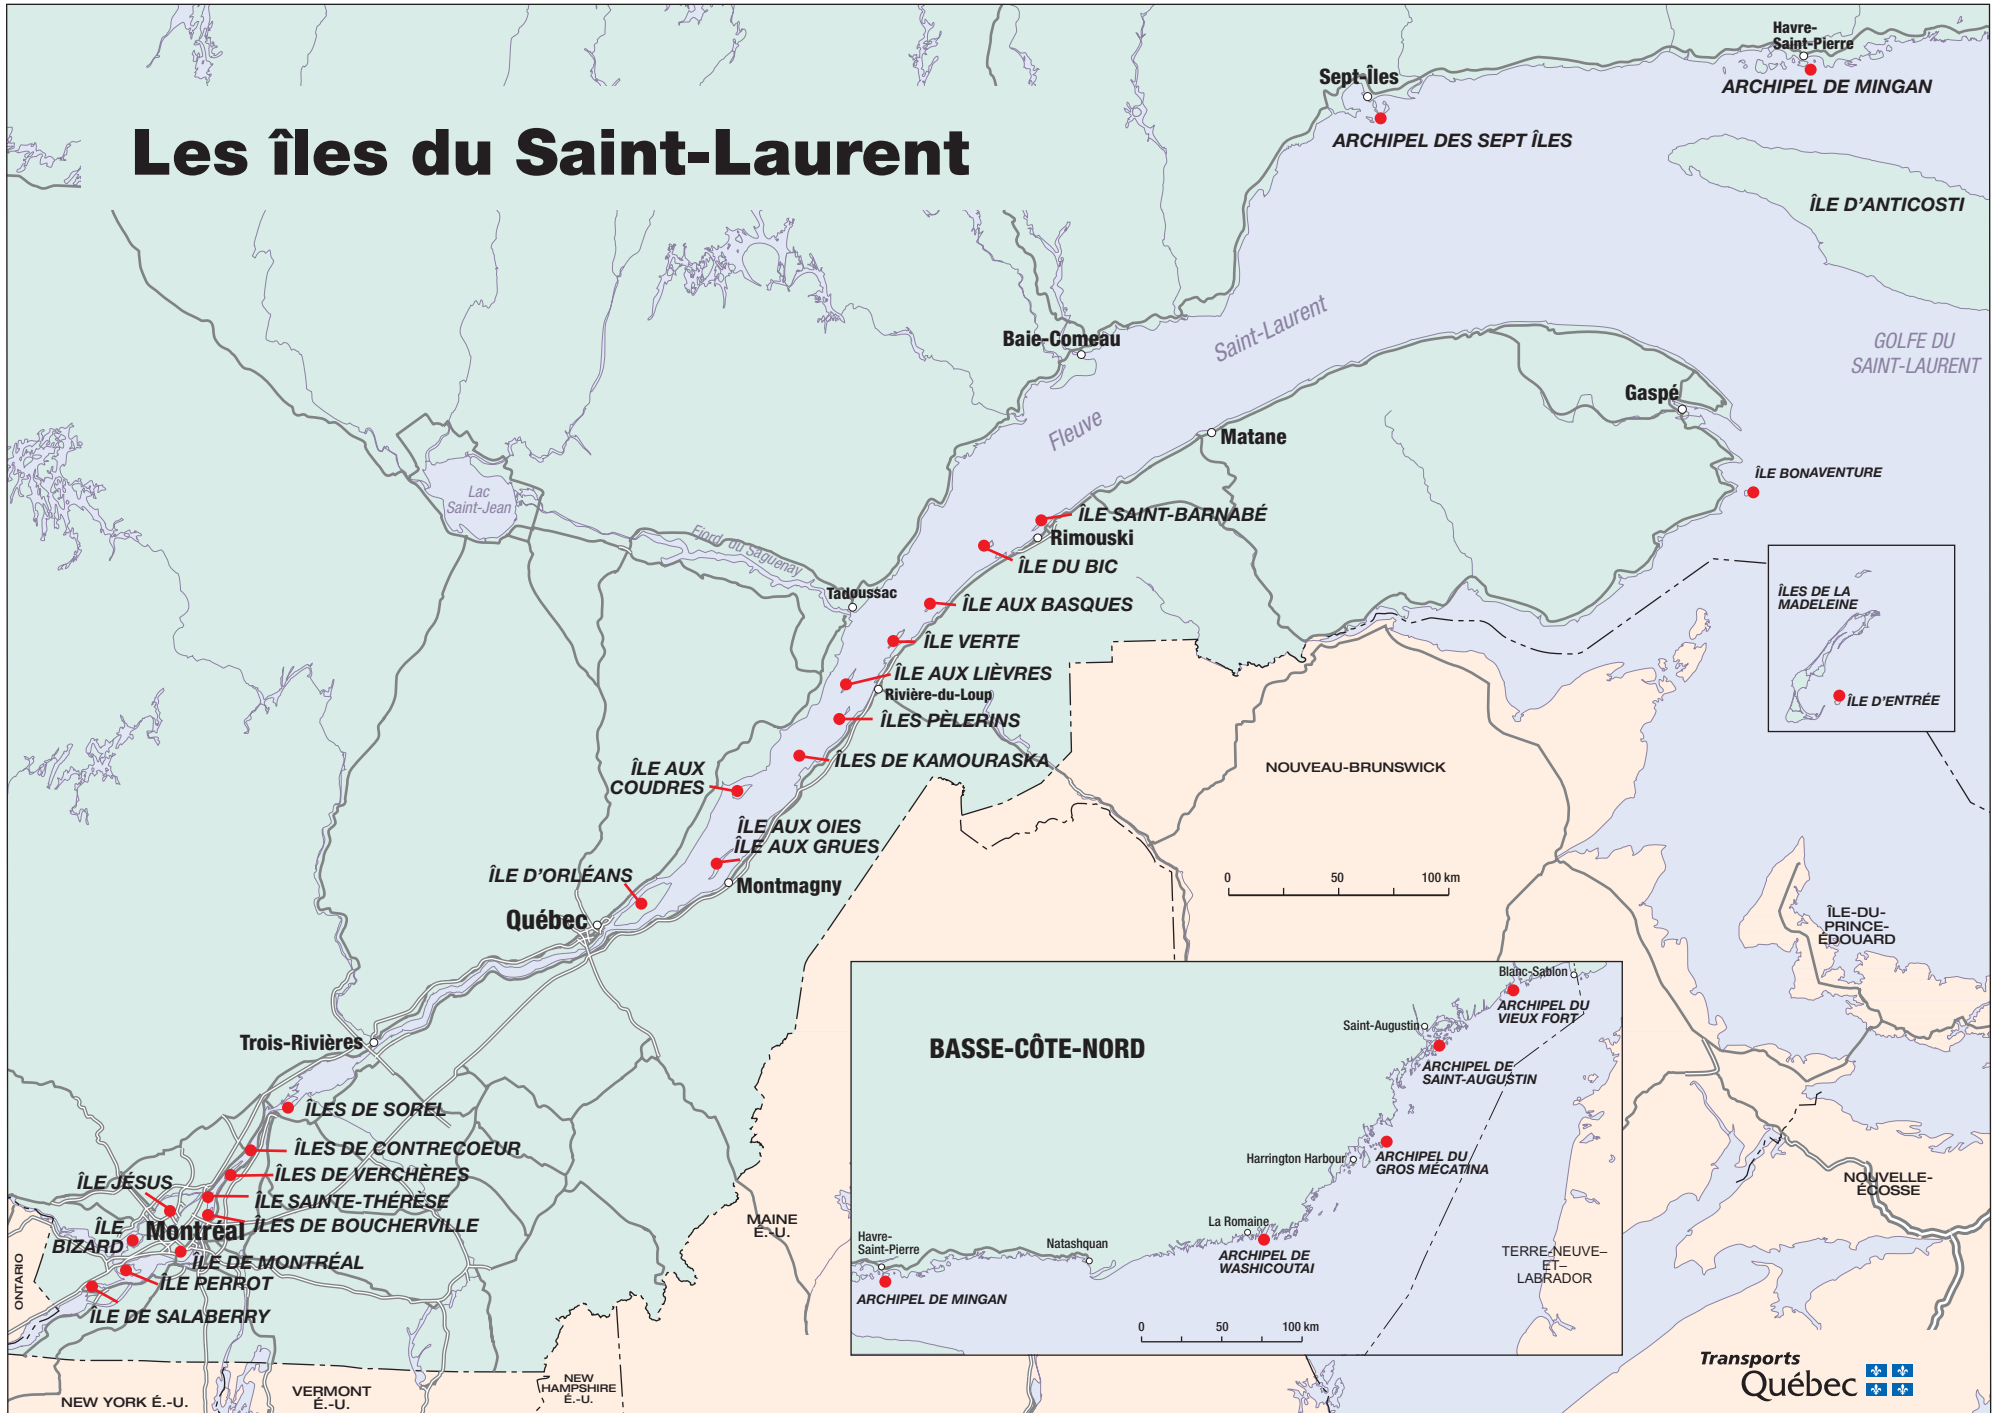 Les îles du Saint-Laurent
Havre-
Saint-Pierre
ARCHIPEL DE MINGAN
Sept-Îles
ARCHIPEL DES SEPT ÎLES
ÎLE D'ANTICOSTI
Baie-Comeau
Saint-Laurent
Fleuve
GOLFE DU
SAINT-LAURENT
Gaspé
Matane
ÎLE BONAVENTURE
Lac
Saint-Jean
Fjord du Saguenay
Tadoussac
ÎLE SAINT-BARNABÉ
Rimouski
ÎLE DU BIC
ÎLE AUX BASQUES
ÎLE VERTE
ÎLE AUX LIÈVRES
Rivière-du-Loup
ÎLES PÈLERINS
ÎLES DE KAMOURASKA
ÎLES DE LA
MADELEINE
ÎLE D'ENTRÉE
ÎLE AUX
COUDRES
NOUVEAU-BRUNSWICK
ÎLE AUX OIES
ÎLE AUX GRUES
ÎLE D'ORLÉANS
Montmagny
Québec
0 50 100 km
ÎLE-DU-
PRINCE-
ÉDOUARD
Trois-Rivières
ÎLES DE SOREL
ÎLES DE CONTRECOEUR
ÎLES DE VERCHÈRES
ÎLE JÉSUS
ÎLE SAINTE-THÉRÈSE
ÎLES DE BOUCHERVILLE
Montréal
ÎLE
BIZARD
ÎLE DE MONTRÉAL
ÎLE PERROT
ÎLE DE SALABERRY
ONTARIO
NEW YORK É.-U.
VERMONT
É.-U.
NEW
HAMPSHIRE
É.-U.
MAINE
É.-U.
BASSE-CÔTE-NORD
Blanc-Sablon
ARCHIPEL DU
VIEUX FORT
Saint-Augustin
ARCHIPEL DE
SAINT-AUGUSTIN
Harrington Harbour
ARCHIPEL DU
GROS MÉCATINA
La Romaine
ARCHIPEL DE
WASHICOUTAI
Natashquan
Havre-
Saint-Pierre
ARCHIPEL DE MINGAN
0 50 100 km
TERRE-NEUVE–
ET–
LABRADOR
NOUVELLE-
ÉCOSSE
Transports
Québec